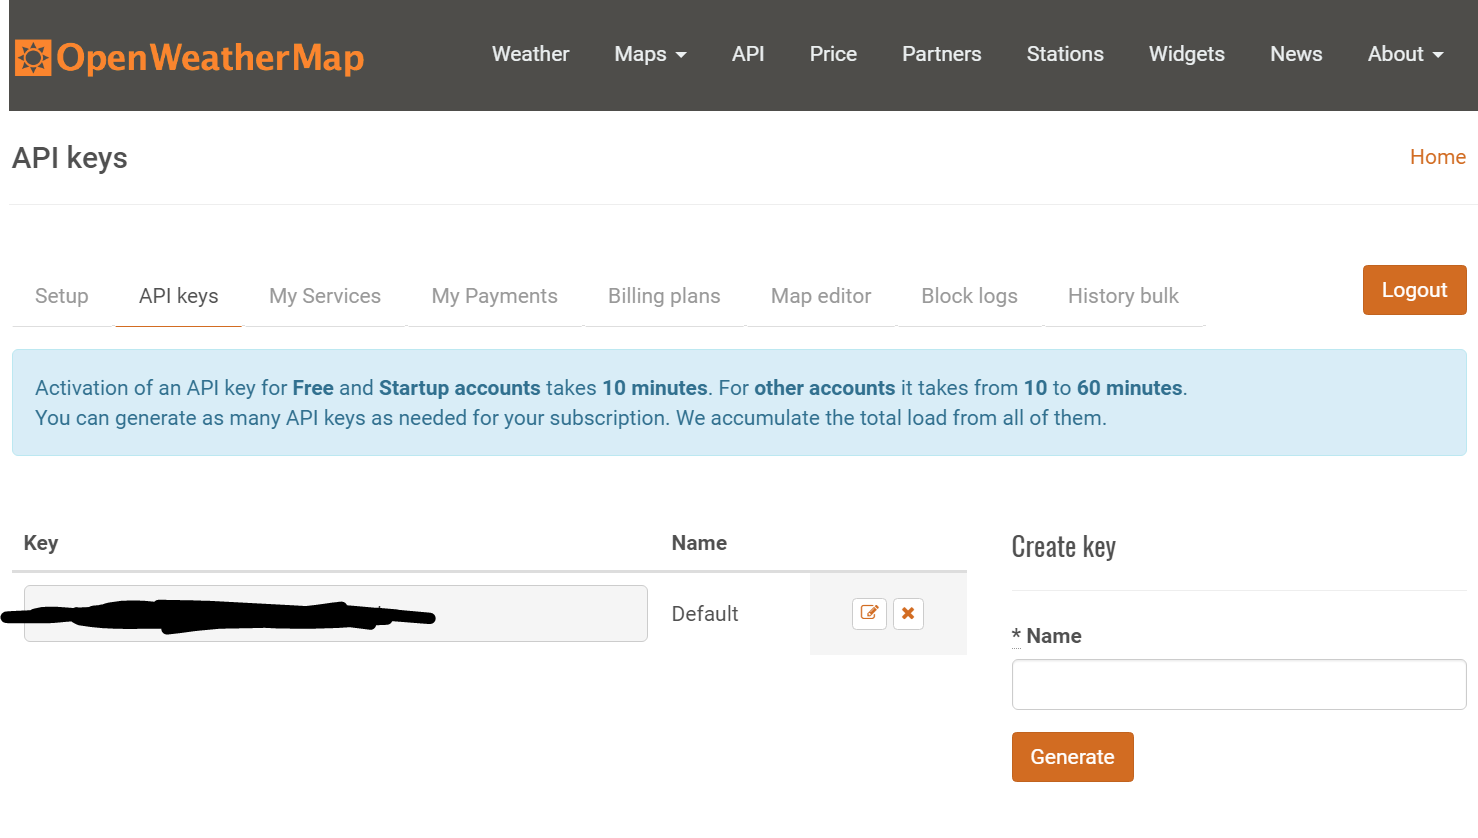 OpenWeatherMap Weather Maps API Price Partners Stations Widgets News About
API keys Home
Setup API keys My Services My Payments Billing plans Map editor Block logs History bulk Logout
Activation of an API key for Free and Startup accounts takes 10 minutes. For other accounts it takes from 10 to 60 minutes.
You can generate as many API keys as needed for your subscription. We accumulate the total load from all of them.
Key Name
Default
Create key
* Name
Generate